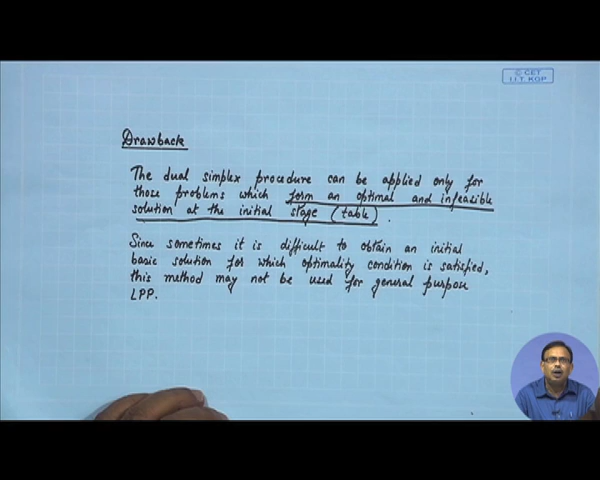 © CET
I.I.T. KGP
Drawback
The dual simplex procedure can be applied only for
those problems which form an optimal and infeasible
solution at the initial stage (table).
Since sometimes it is difficult to obtain an initial
basic solution for which optimality condition is satisfied,
this method may not be used for general purpose
LPP.